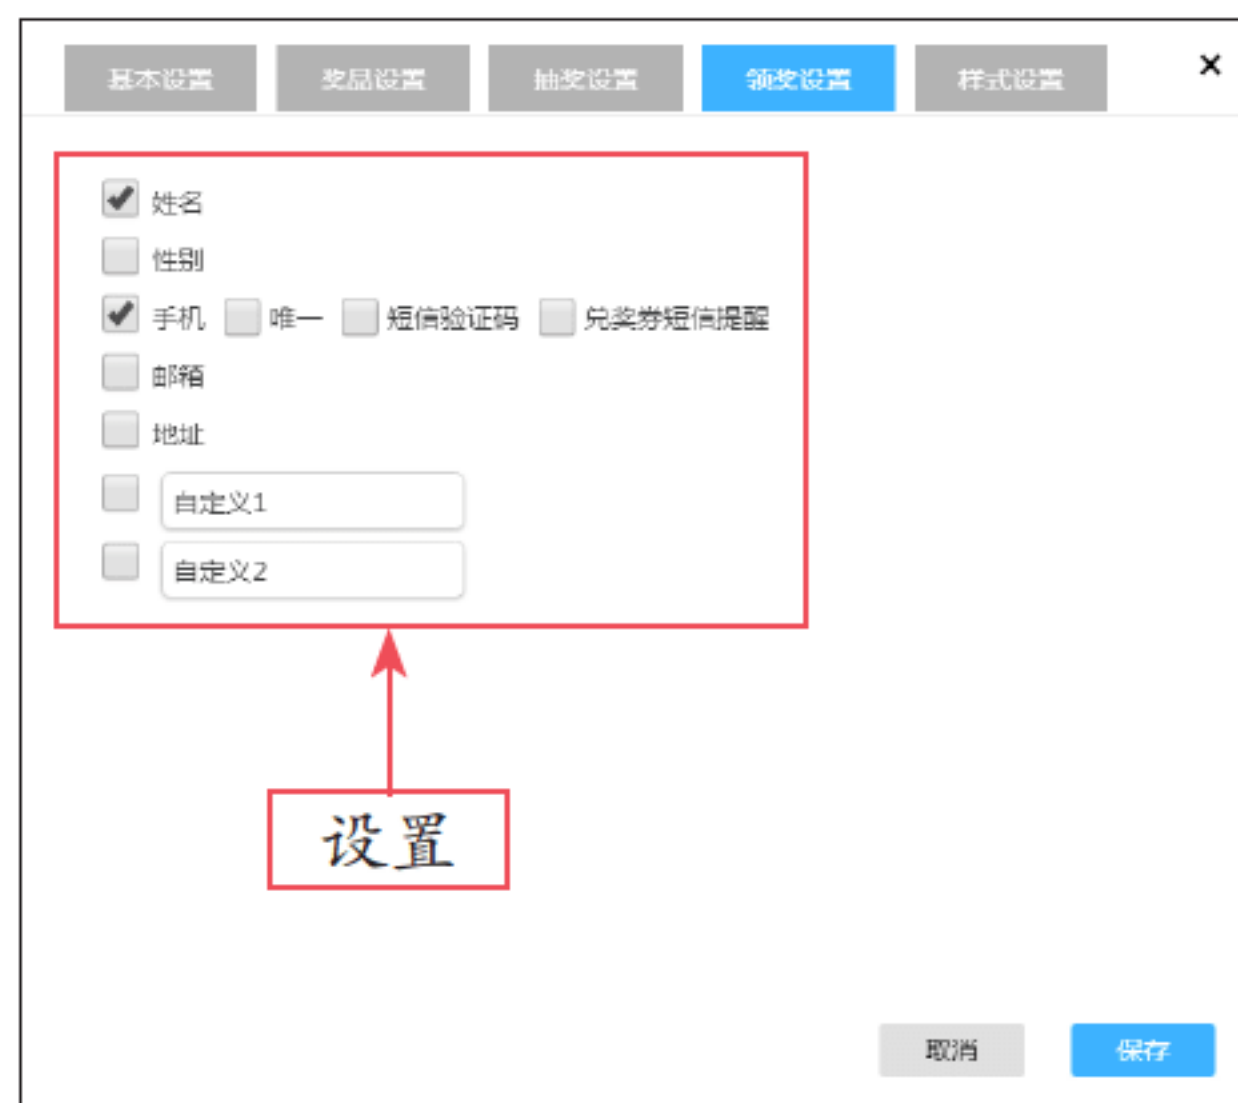 基本设置 奖品设置 抽奖设置 领奖设置 样式设置 ×
姓名
性别
手机 唯一 短信验证码 兑奖券短信提醒
邮箱
地址
自定义1
自定义2
设置
取消 保存